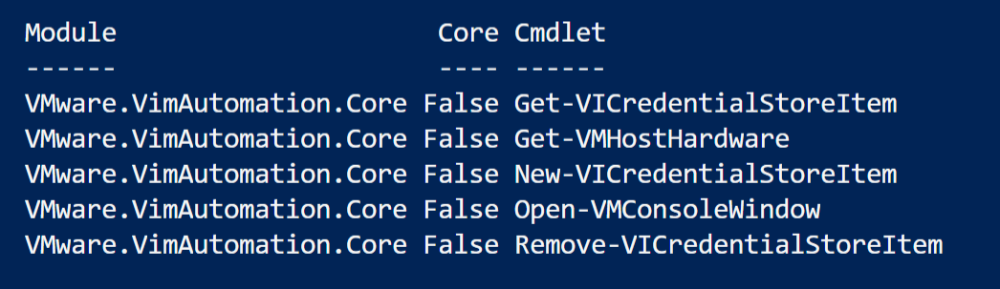 Module                     Core Cmdlet
------                     ---- ------
VMware.VimAutomation.Core False Get-VICredentialStoreItem
VMware.VimAutomation.Core False Get-VMHostHardware
VMware.VimAutomation.Core False New-VICredentialStoreItem
VMware.VimAutomation.Core False Open-VMConsoleWindow
VMware.VimAutomation.Core False Remove-VICredentialStoreItem